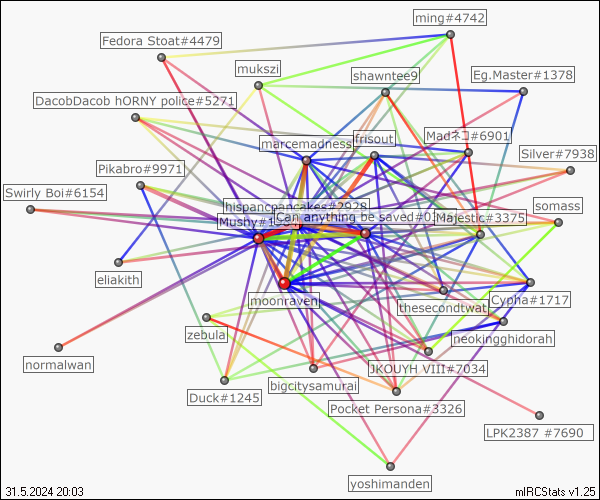 ming#4742
Fedora Stoat#4479
mukszi
shawntee9
Eg.Master#1378
DacobDacob hORNY police#5271
marcemadness
frisout
Madネコ#6901
Silver#7938
Pikabro#9971
Swirly Boi#6154
hispancpancakes#2928
somass
Mushy#1
Can anything be saved#0
Majestic#3375
eliakith
moonraven
thesecondtwat
Cypha#1717
zebula
neokingghidorah
normalwan
JKOUYH VIII#7034
bigcitysamurai
Duck#1245
Pocket Persona#3326
LPK2387 #7690
yoshimanden
31.5.2024 20:03
mIRCStats v1.25